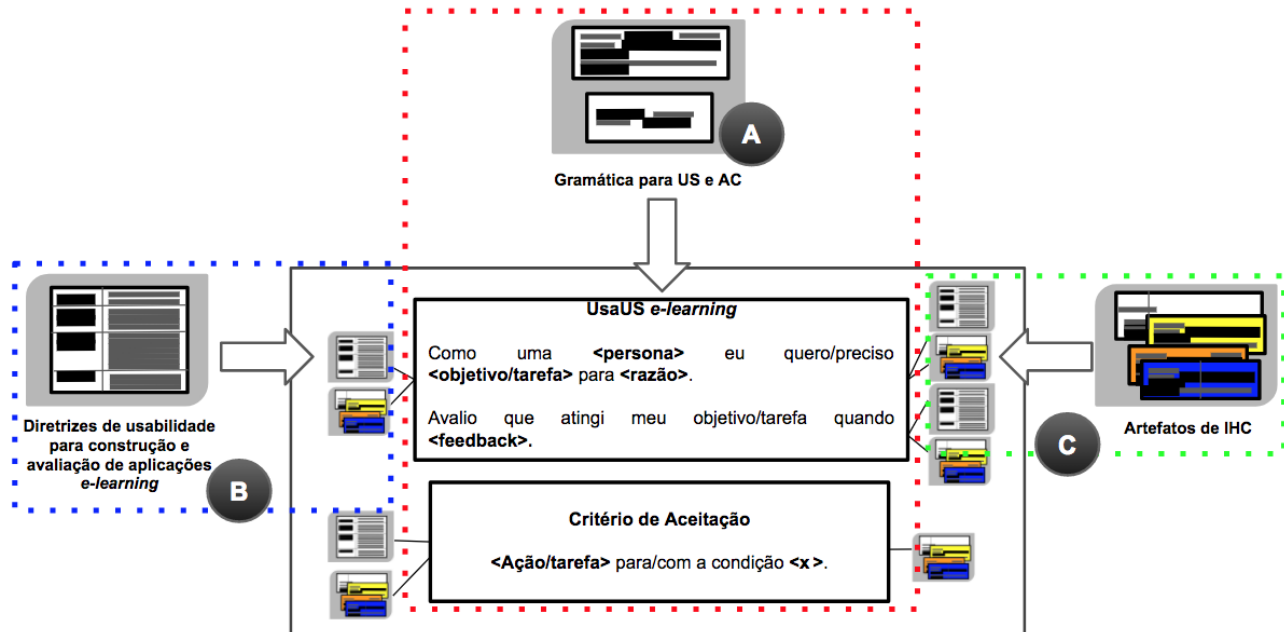 A
Gramática para US e AC
UsaUS e-learning
Como uma <persona> eu quero/preciso
<objetivo/tarefa> para <razão>.
Avalio que atingi meu objetivo/tarefa quando
<feedback>.
Diretrizes de usabilidade
para construção e
avaliação de aplicações
e-learning
B
Artefatos de IHC
C
Critério de Aceitação
<Ação/tarefa> para/com a condição <x>.